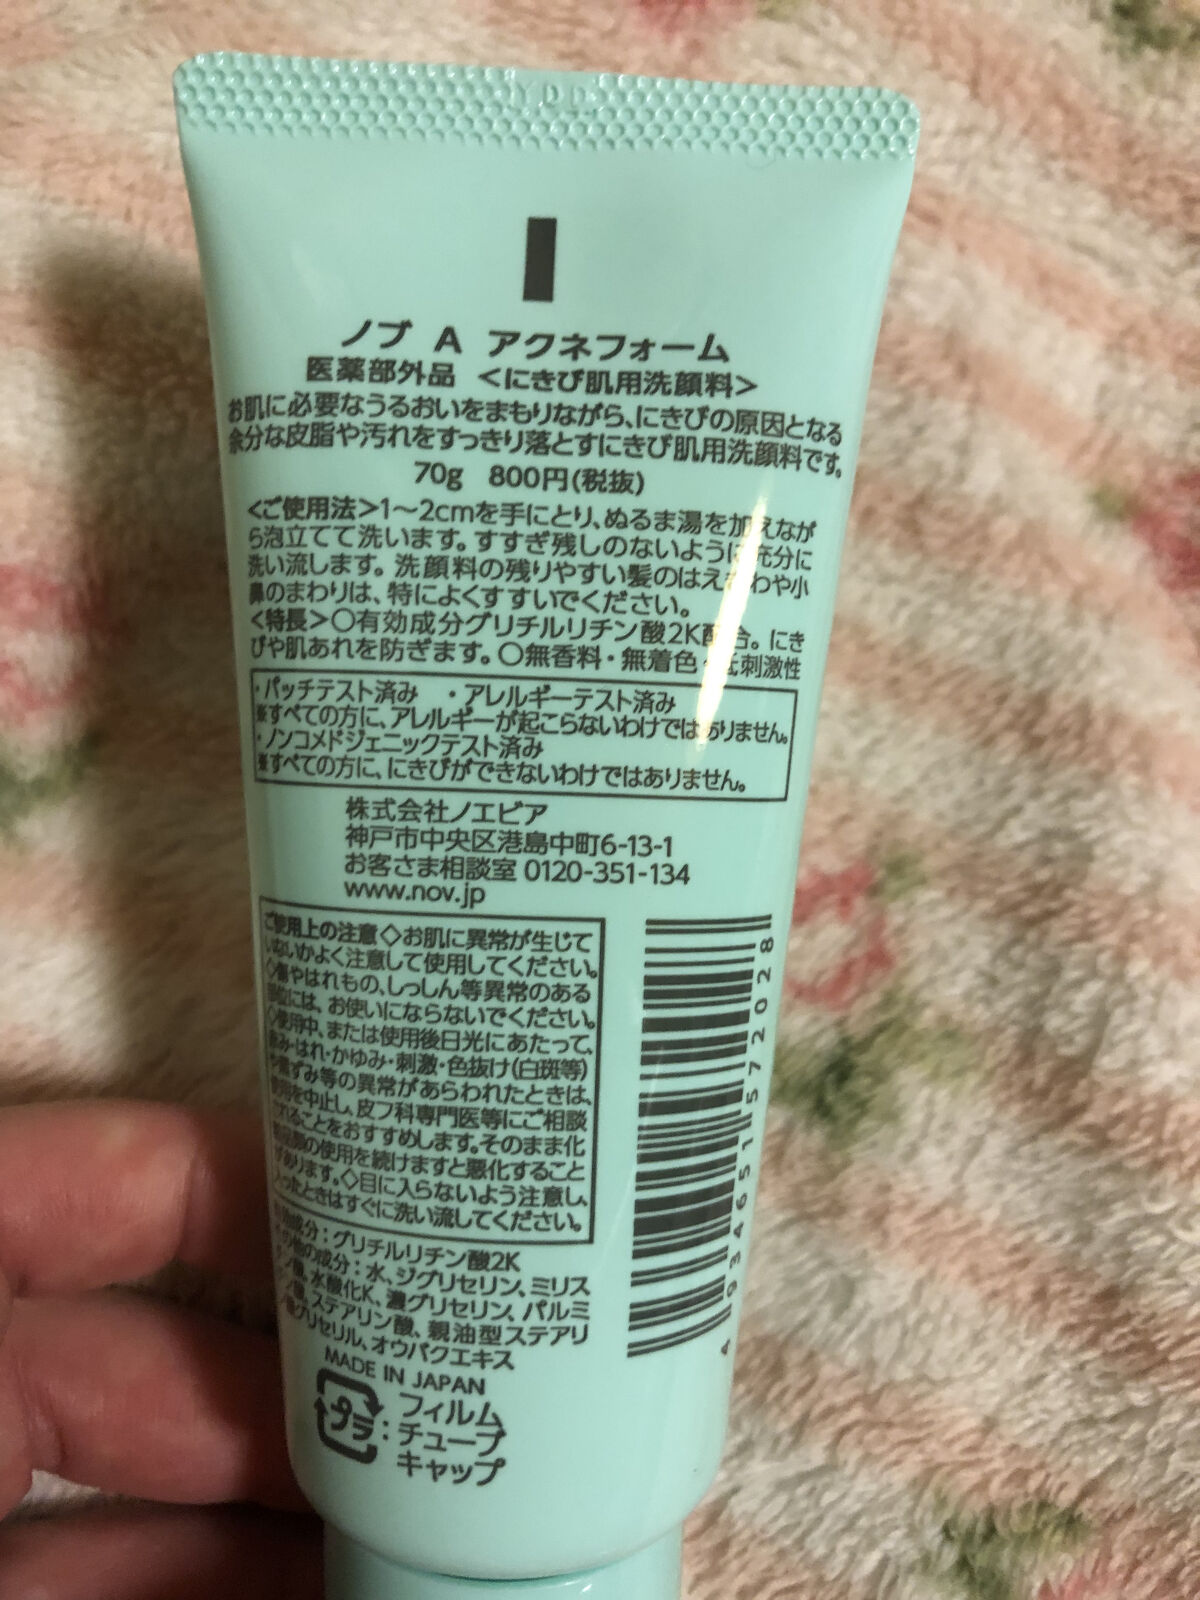 ノブ A アクネフォーム
医薬部外品 <にきび肌用洗顔料>
お肌に必要なうるおいをまもりながら、にきびの原因となる
余分な皮脂や汚れをすっきり落とすにきび肌用洗顔料です。
70g 800円(税抜)
<ご使用法>1〜2cmを手にとり、ぬるま湯を加えなが
ら泡立てて洗います。すすぎ残しのないように充分に
洗い流します。洗顔料の残りやすい髪のはえぎわや小
鼻のまわりは、特によくすすいでください。
<特長>○有効成分グリチルリチン酸2K配合。にき
びや肌あれを防ぎます。○無香料・無着色・低刺激性
・パッチテスト済み ・アレルギーテスト済み
※すべての方に、アレルギーが起こらないわけではありません。
・ノンコメドジェニックテスト済み
※すべての方に、にきびができないわけではありません。
株式会社ノエビア
神戸市中央区港島中町6-13-1
お客さま相談室 0120-351-134
www.nov.jp
ご使用上の注意◇お肌に異常が生じて
いないかよく注意して使用してください。
◇傷やはれもの、しっしん等異常のある
部位には、お使いにならないでください。
◇使用中、または使用後日光にあたって、
赤み・はれ・かゆみ・刺激・色抜け(白斑等)
や黒ずみ等の異常があらわれたときは、
使用を中止し、皮フ科専門医等にご相談
されることをおすすめします。そのまま化
粧品類の使用を続けますと悪化すること
があります。◇目に入らないよう注意し、
入ったときはすぐに洗い流してください。
有効成分：グリチルリチン酸2K
その他の成分：水、ジグリセリン、ミリス
チン酸、水酸化K、濃グリセリン、パルミ
チン酸、ステアリン酸、親油型ステアリ
ン酸グリセリル、オウバクエキス
MADE IN JAPAN
プラ：フィルム
チューブ
キャップ
4934651572028